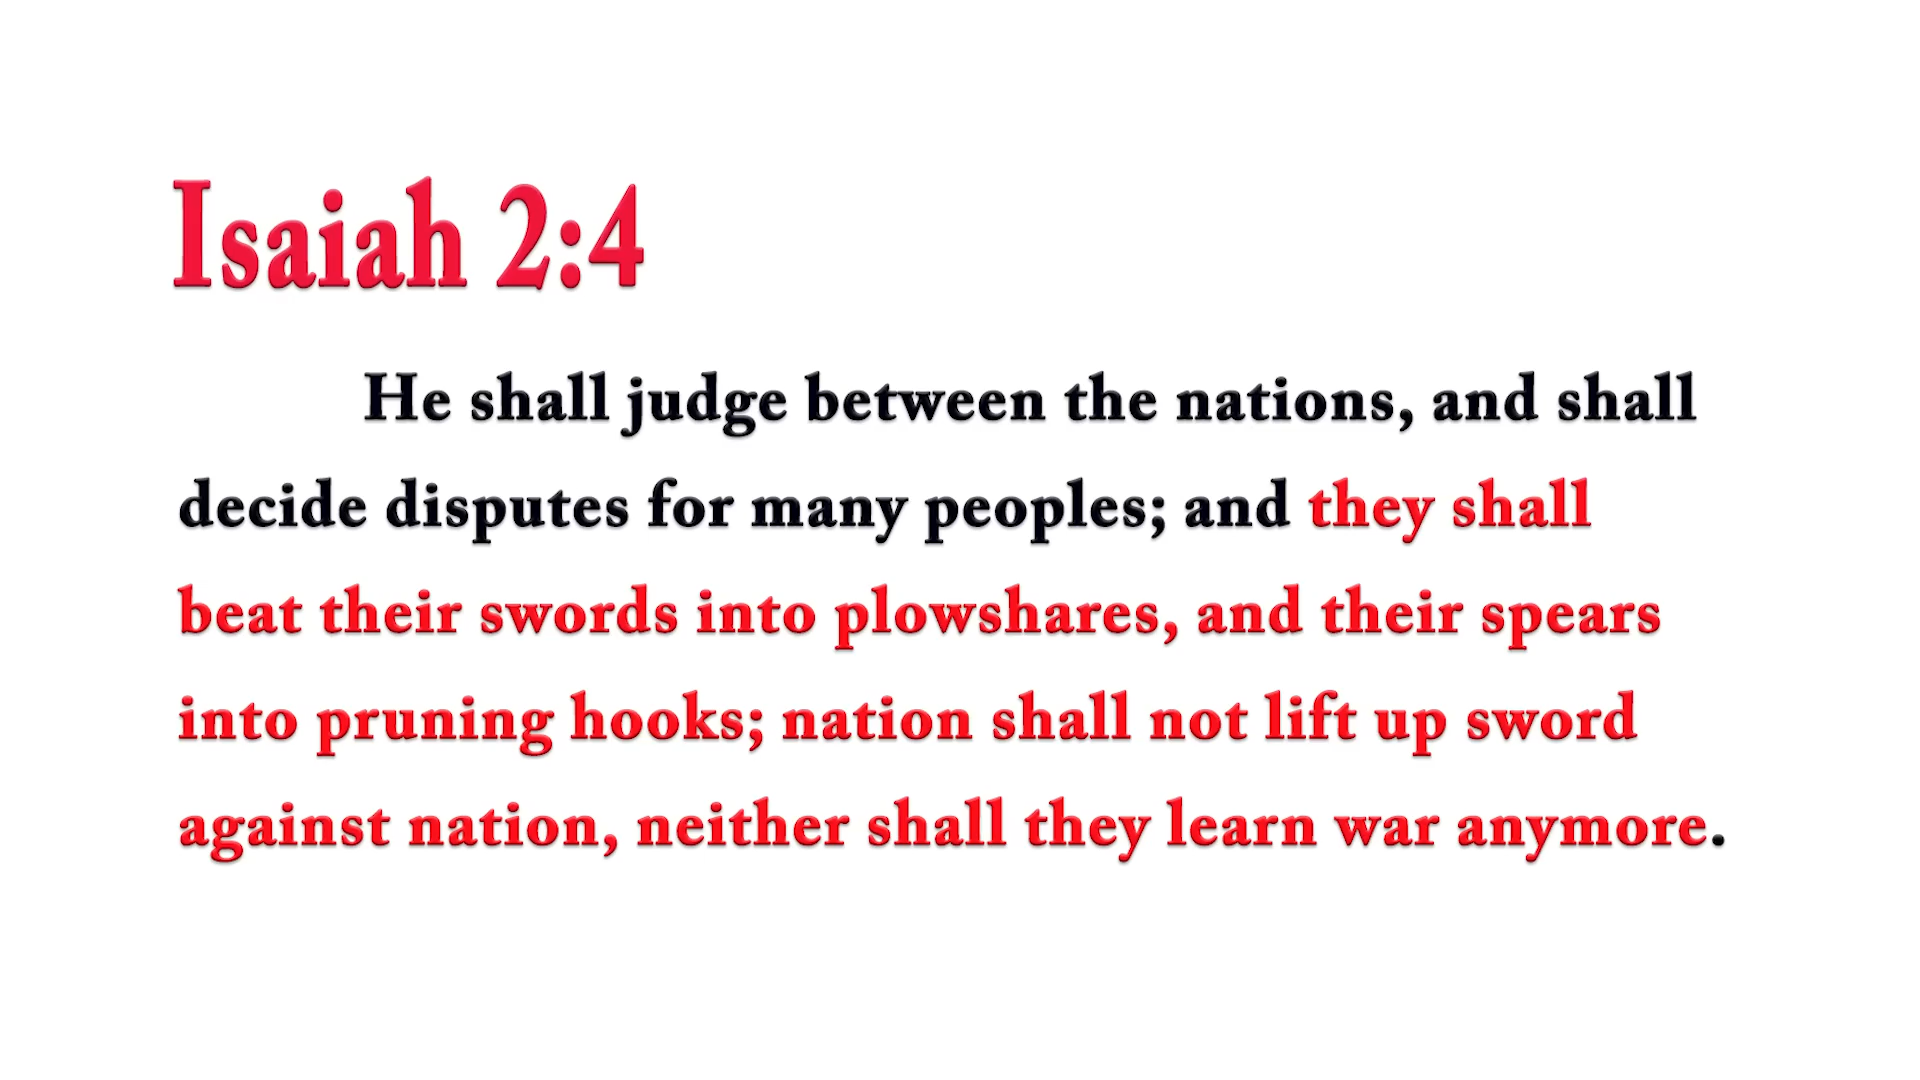 Isaiah 2:4
He shall judge between the nations, and shall
decide disputes for many peoples; and they shall
beat their swords into plowshares, and their spears
into pruning hooks; nation shall not lift up sword
against nation, neither shall they learn war anymore.